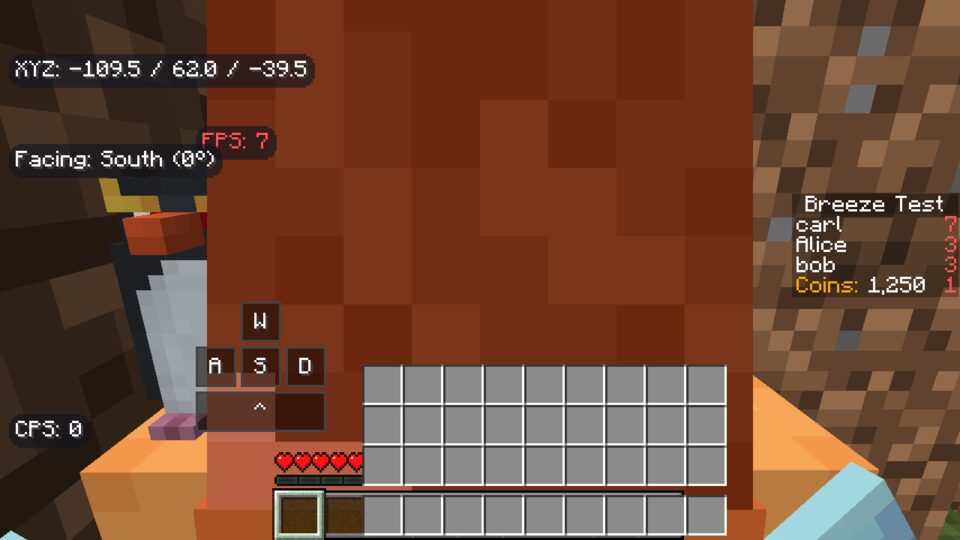 XYZ: -109.5 / 62.0 / -39.5
FPS: 7
Facing: South (0°)
Breeze Test
carl 7
Alice 3
bob 3
Coins: 1,250 1
W
A S D
^
CPS: 0